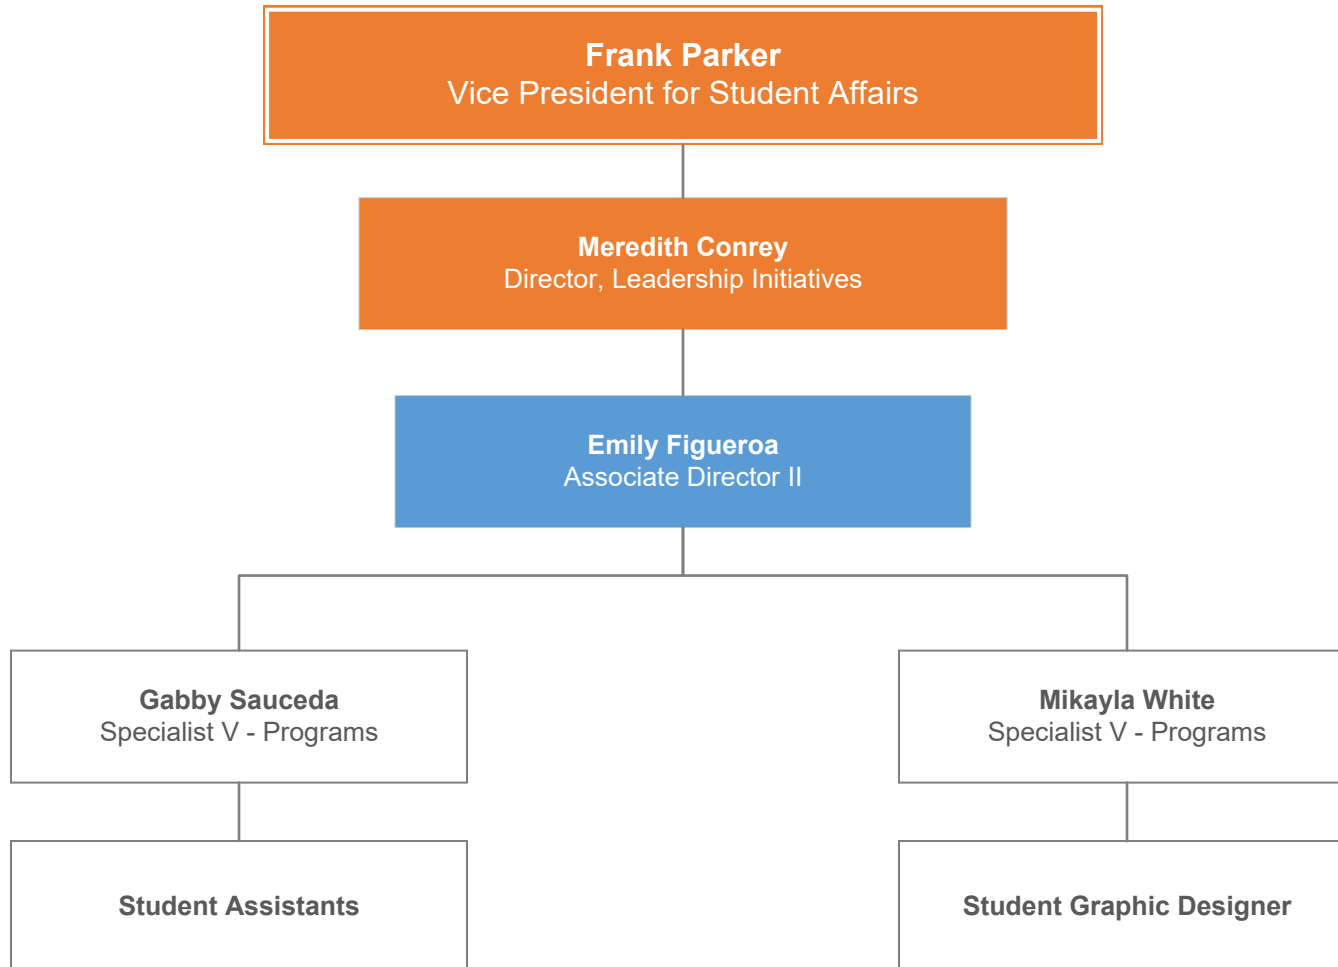 Frank Parker
Vice President for Student Affairs
Meredith Conrey
Director, Leadership Initiatives
Emily Figueroa
Associate Director II
Gabby Sauceda
Specialist V - Programs
Mikayla White
Specialist V - Programs
Student Assistants
Student Graphic Designer